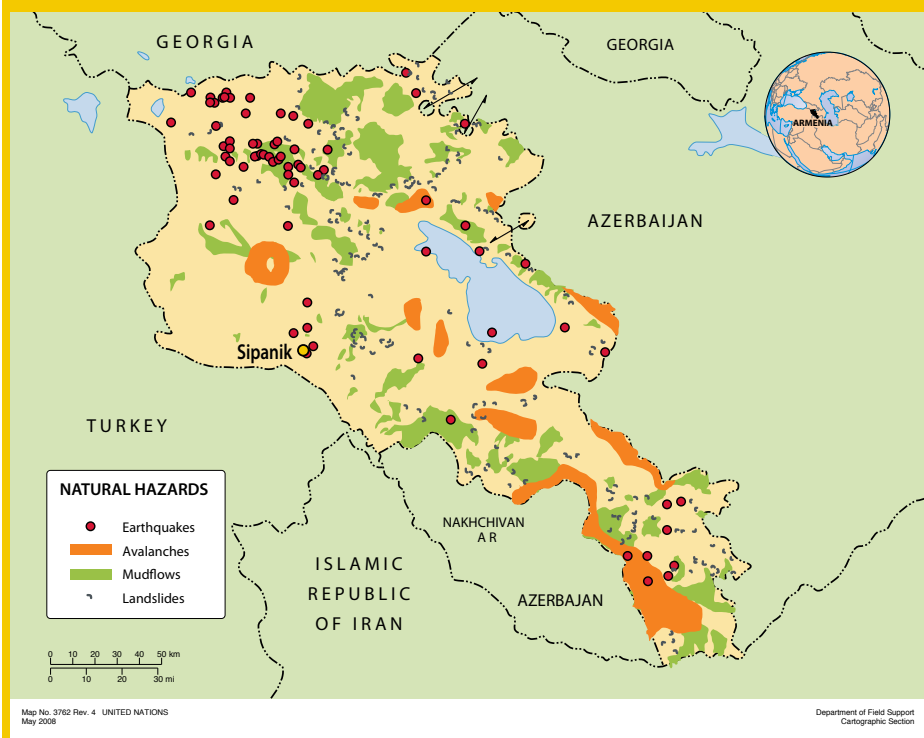 GEORGIA
GEORGIA
ARMENIA
AZERBAIJAN
Sipanik
TURKEY
NATURAL HAZARDS
Earthquakes
Avalanches
Mudflows
Landslides
NAKHCHIVAN
A R
ISLAMIC
REPUBLIC
OF IRAN
AZERBAJAN
0 10 20 30 40 50 km
0 10 20 30 mi
Map No. 3762 Rev. 4 UNITED NATIONS
May 2008
Department of Field Support
Cartographic Section